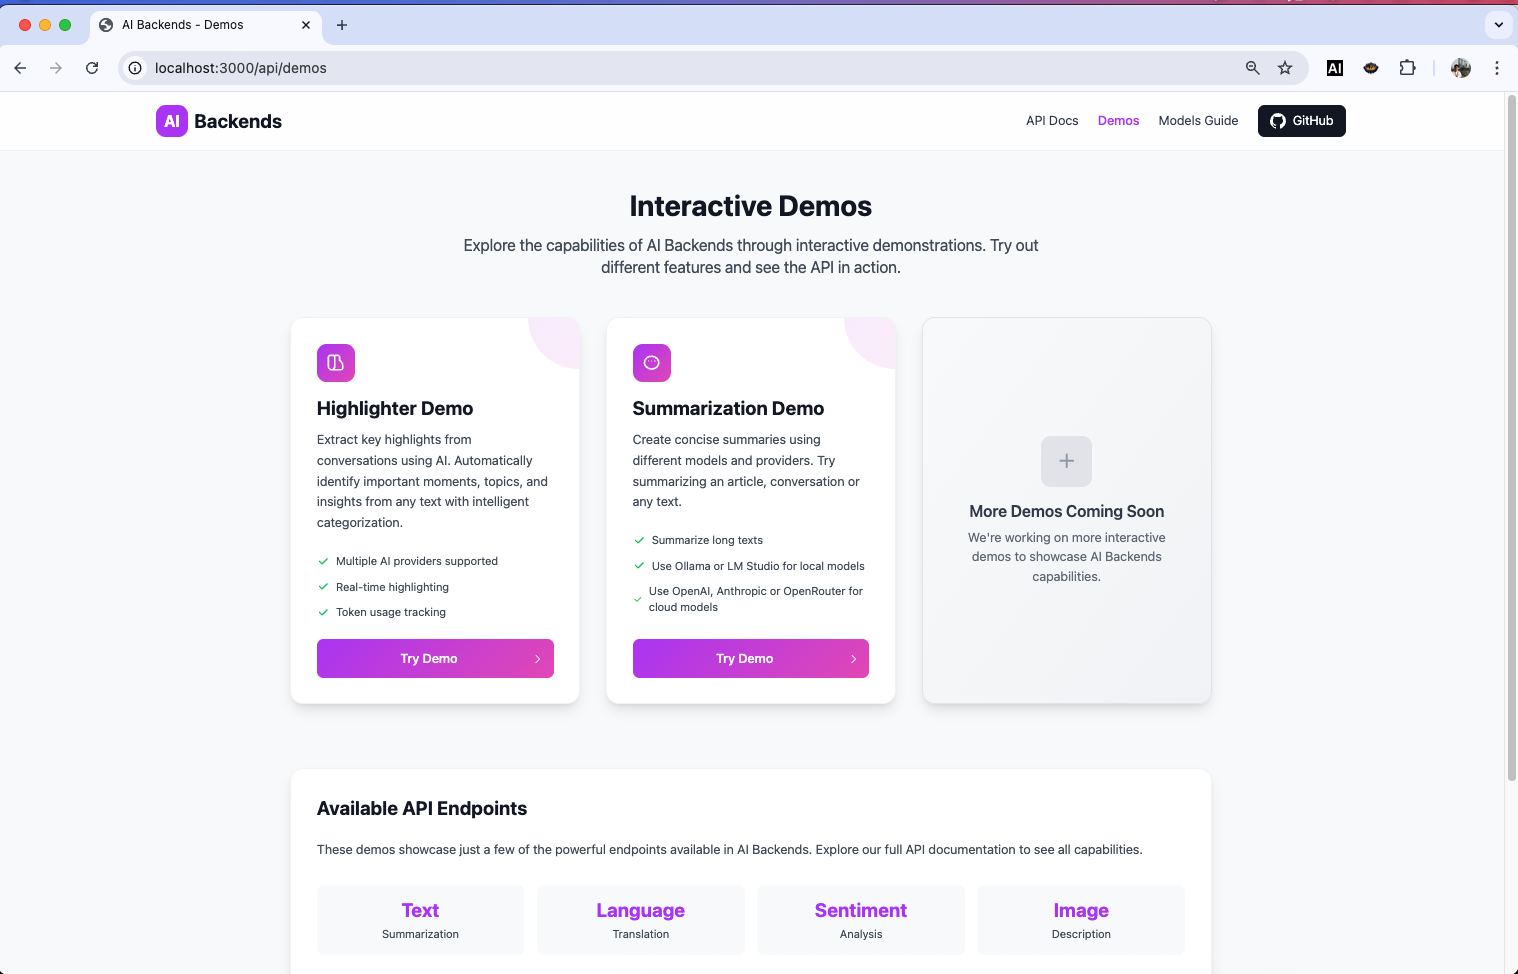 AI Backends - Demos
localhost:3000/api/demos
AI
AI Backends
API Docs Demos Models Guide GitHub
Interactive Demos
Explore the capabilities of AI Backends through interactive demonstrations. Try out
different features and see the API in action.
Highlighter Demo
Extract key highlights from
conversations using AI. Automatically
identify important moments, topics, and
insights from any text with intelligent
categorization.
Multiple AI providers supported
Real-time highlighting
Token usage tracking
Try Demo
Summarization Demo
Create concise summaries using
different models and providers. Try
summarizing an article, conversation or
any text.
Summarize long texts
Use Ollama or LM Studio for local models
Use OpenAI, Anthropic or OpenRouter for
cloud models
Try Demo
More Demos Coming Soon
We're working on more interactive
demos to showcase AI Backends
capabilities.
Available API Endpoints
These demos showcase just a few of the powerful endpoints available in AI Backends. Explore our full API documentation to see all capabilities.
Text
Summarization
Language
Translation
Sentiment
Analysis
Image
Description